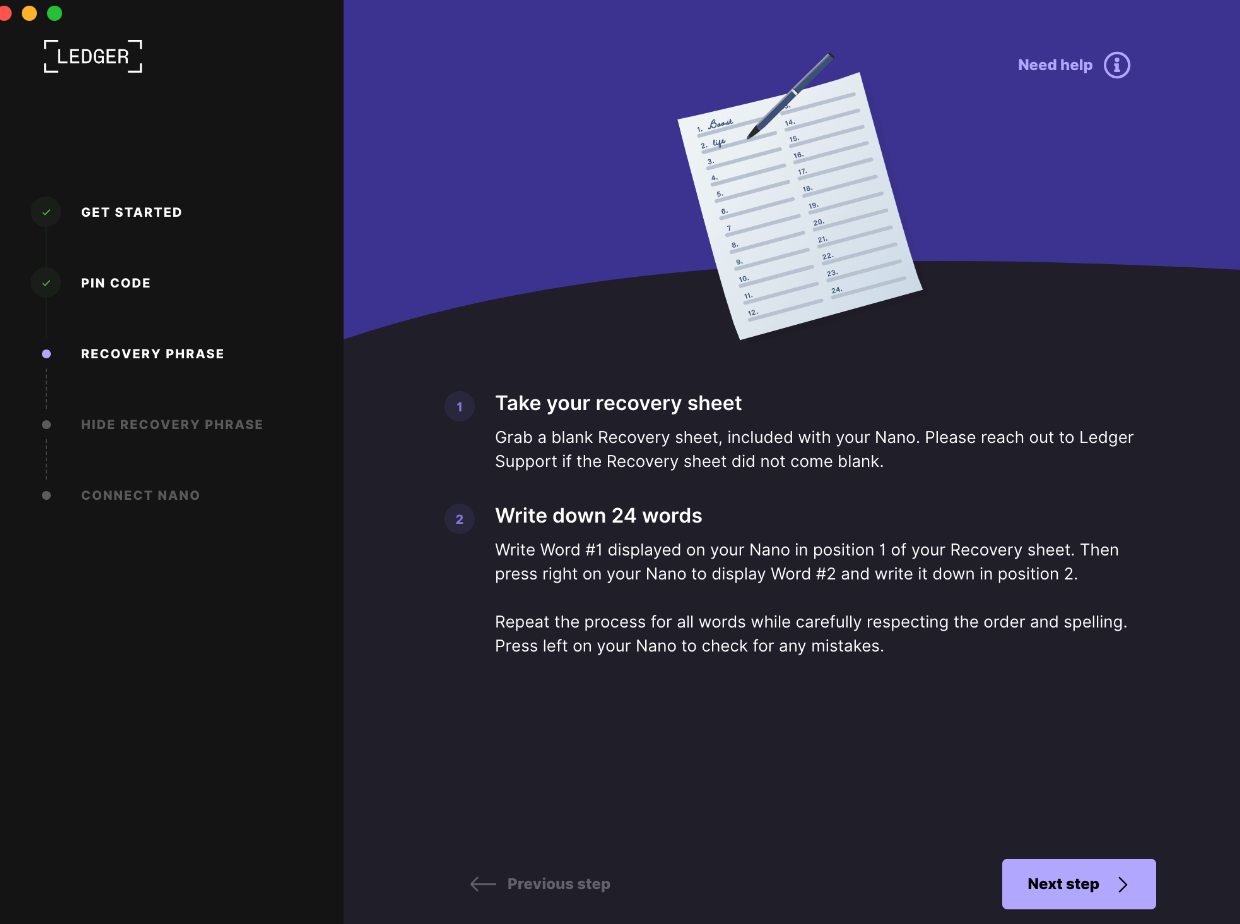 LEDGER
Need help
GET STARTED
PIN CODE
RECOVERY PHRASE
HIDE RECOVERY PHRASE
CONNECT NANO
1.
2. life
3.
4.
5.
6.
7
8.
9.
10.
11.
12.
14.
15.
16.
17.
18.
19.
20.
21.
22.
23.
24.
1
Take your recovery sheet
Grab a blank Recovery sheet, included with your Nano. Please reach out to Ledger
Support if the Recovery sheet did not come blank.
2
Write down 24 words
Write Word #1 displayed on your Nano in position 1 of your Recovery sheet. Then
press right on your Nano to display Word #2 and write it down in position 2.
Repeat the process for all words while carefully respecting the order and spelling.
Press left on your Nano to check for any mistakes.
Previous step
Next step